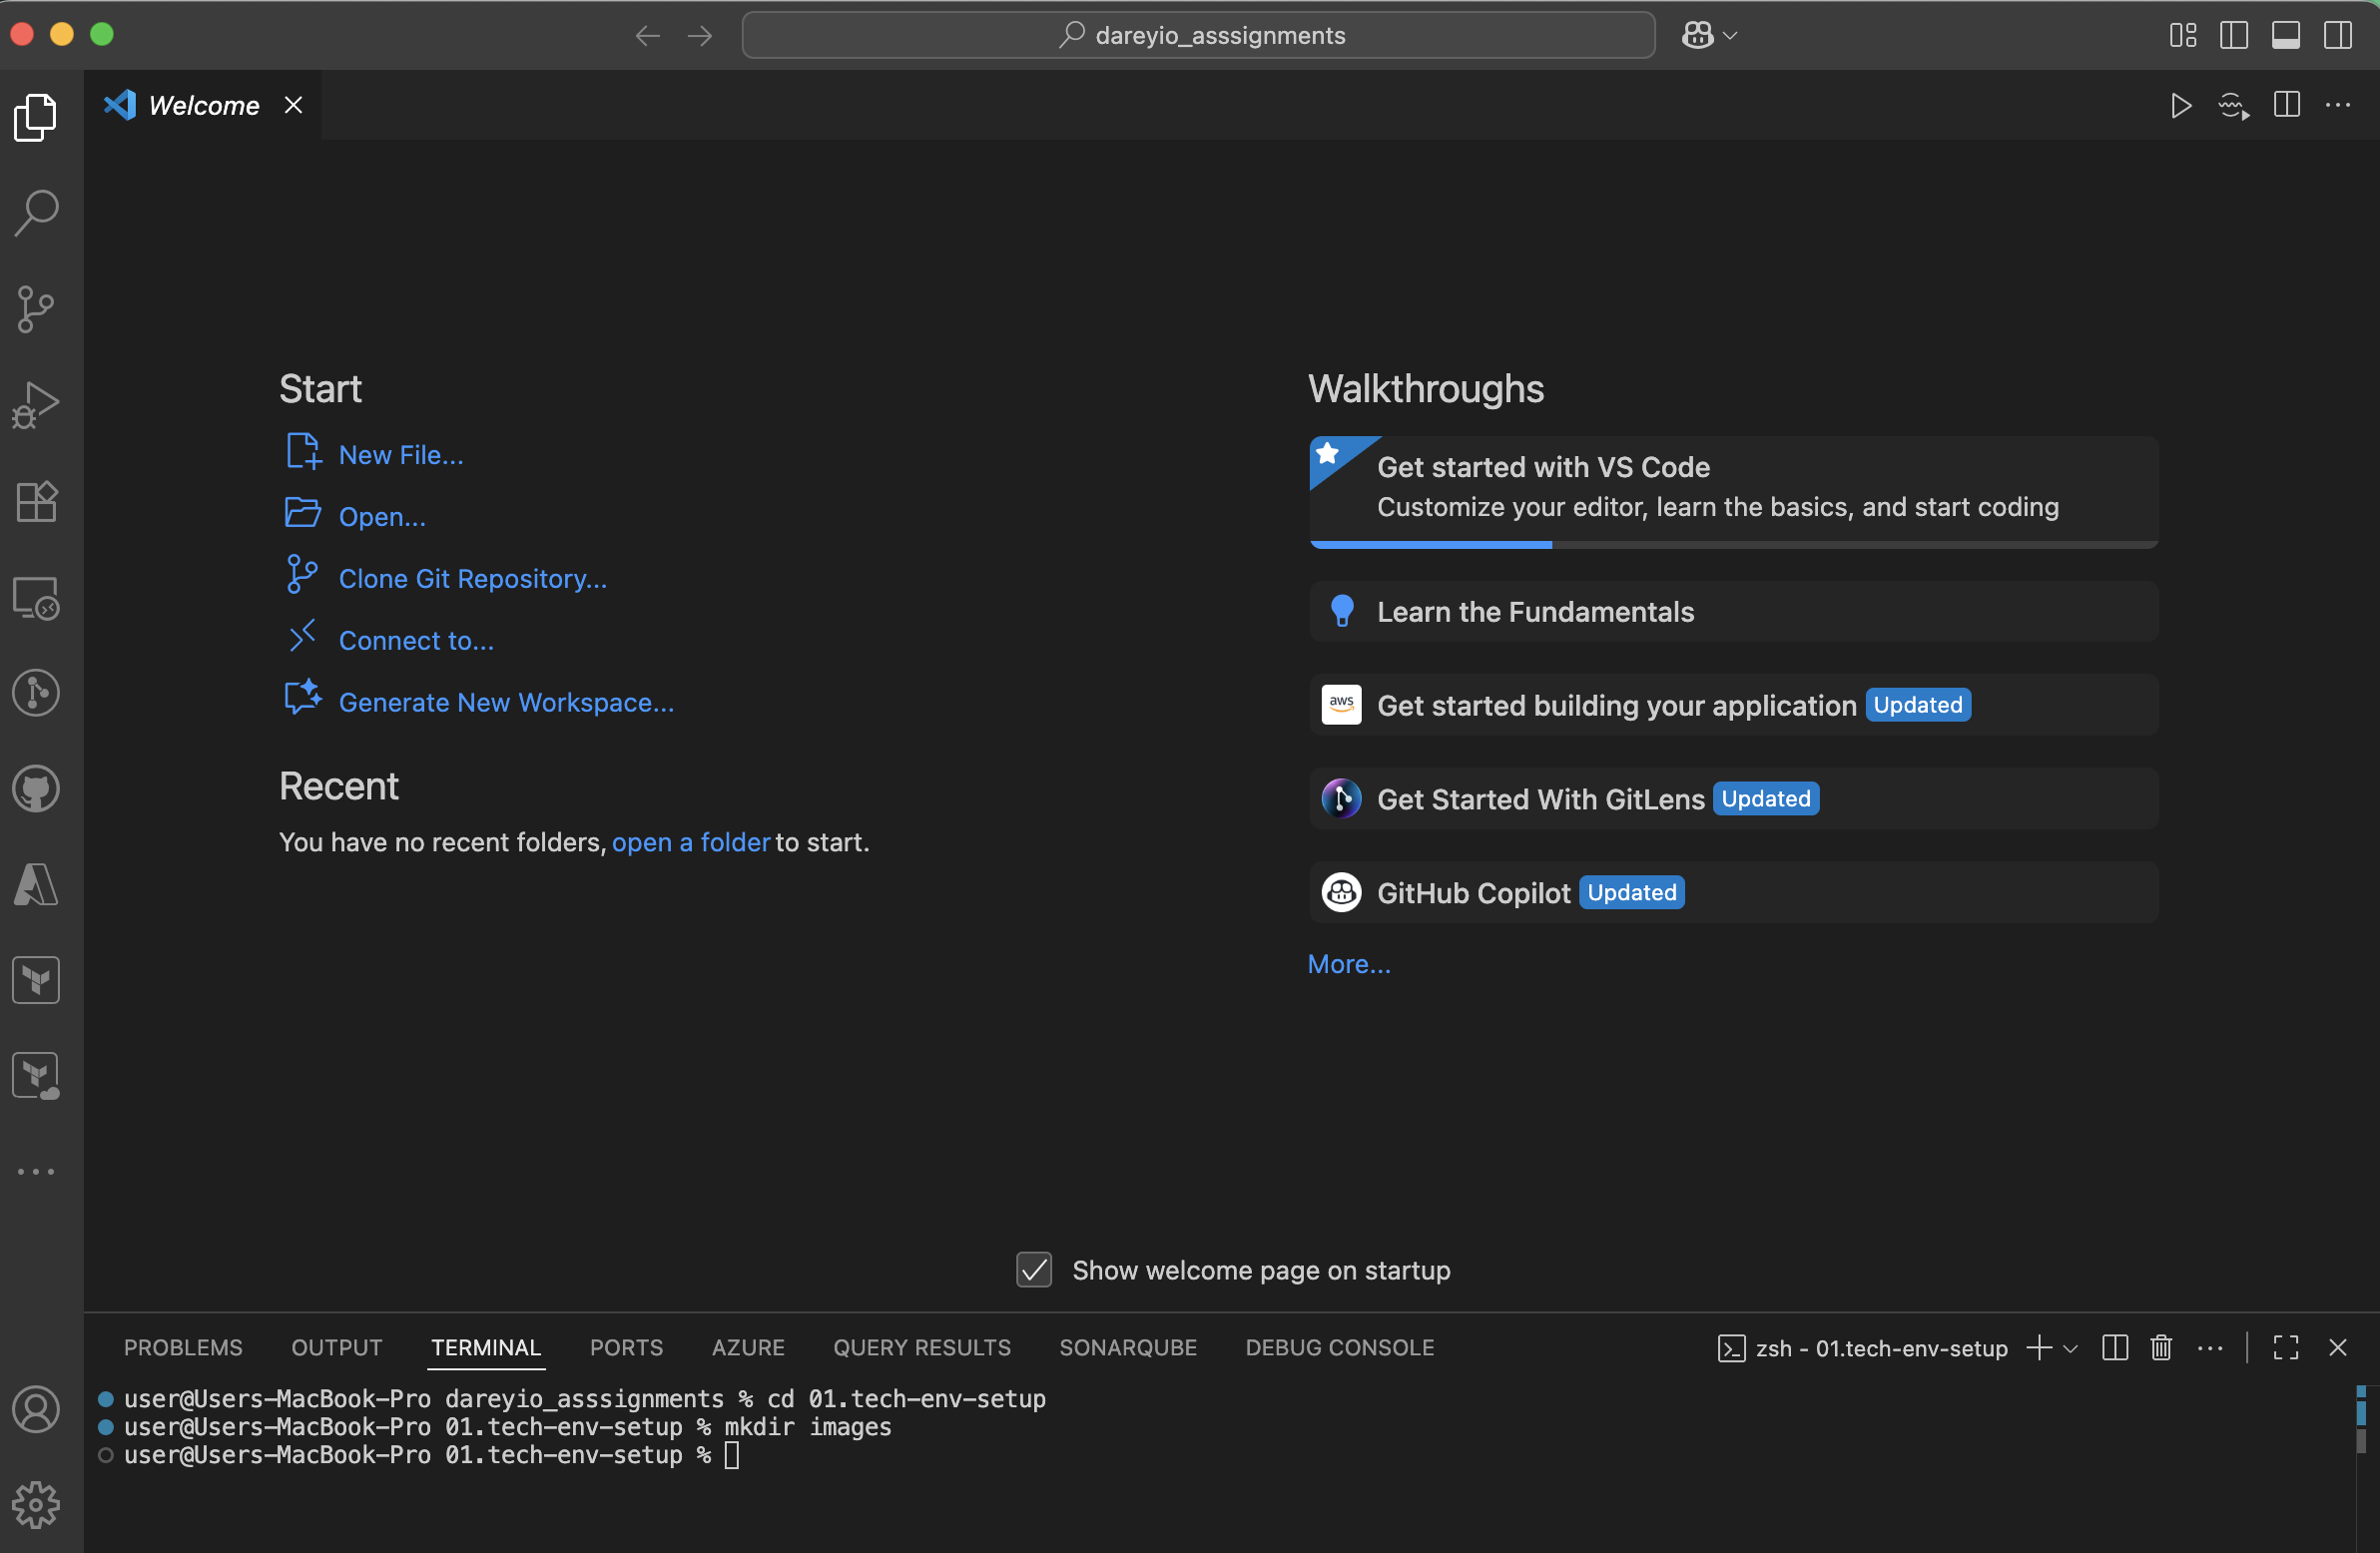 dareyio_asssignments
Welcome
Start
New File...
Open...
Clone Git Repository...
Connect to...
Generate New Workspace...
Recent
You have no recent folders, open a folder to start.
Walkthroughs
Get started with VS Code
Customize your editor, learn the basics, and start coding
Learn the Fundamentals
aws
Get started building your application Updated
Get Started With GitLens Updated
GitHub Copilot Updated
More...
Show welcome page on startup
PROBLEMS OUTPUT TERMINAL PORTS AZURE QUERY RESULTS SONARQUBE DEBUG CONSOLE zsh - 01.tech-env-setup
user@Users-MacBook-Pro dareyio_asssignments % cd 01.tech-env-setup
user@Users-MacBook-Pro 01.tech-env-setup % mkdir images
user@Users-MacBook-Pro 01.tech-env-setup %